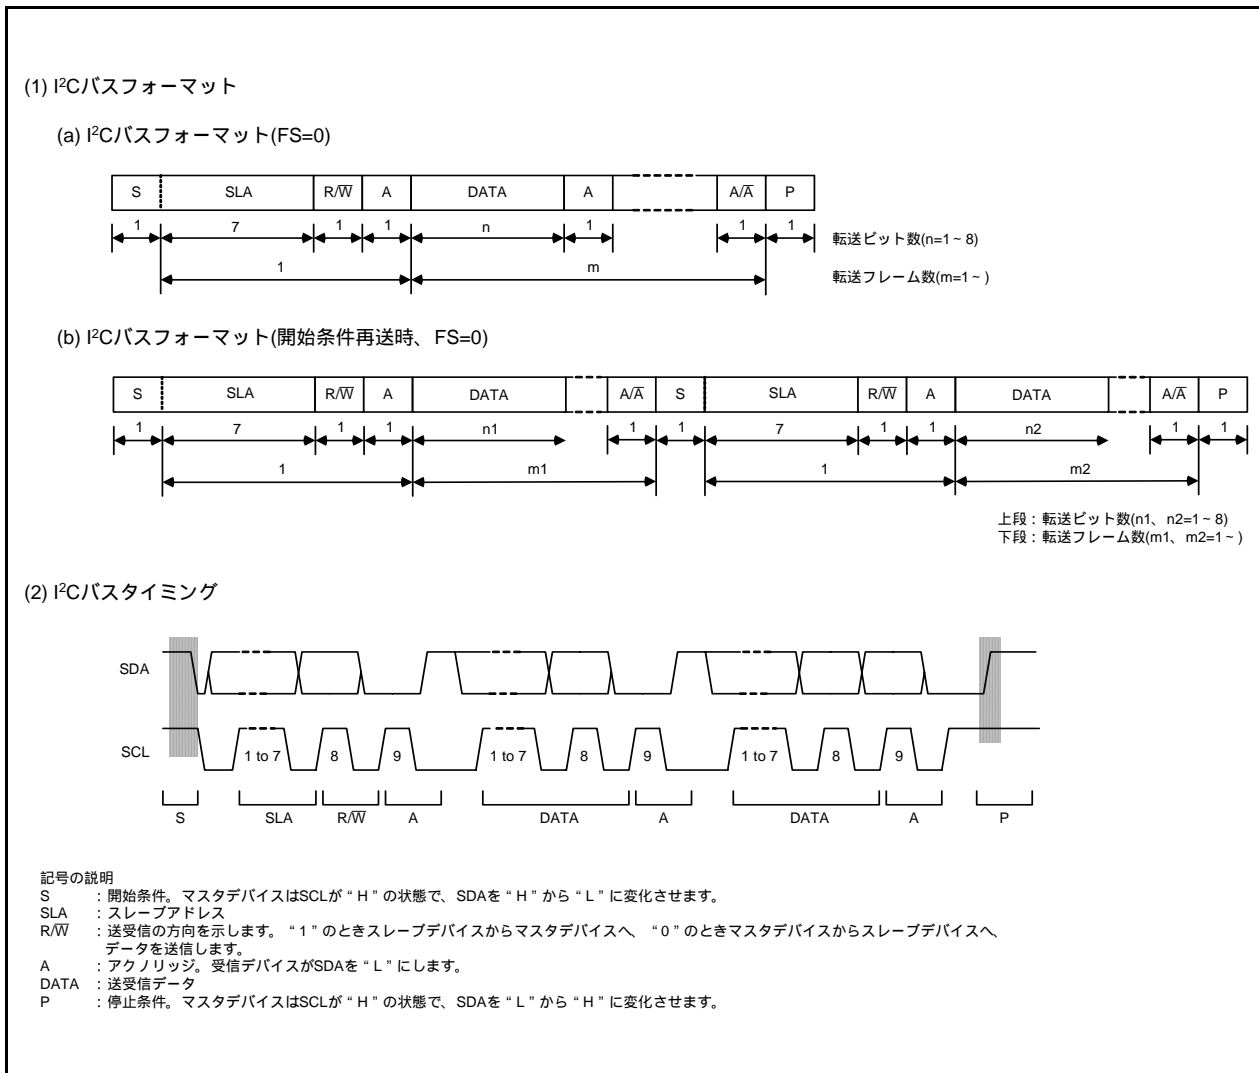 (1) I²Cバスフォーマット
(a) I²Cバスフォーマット(FS=0)
S SLA R/W̅ A DATA A A/A̅ P
1 7 1 1 n 1 1 1 転送ビット数(n=1~8)
1 m 転送フレーム数(m=1~ )
(b) I²Cバスフォーマット(開始条件再送時、FS=0)
S SLA R/W̅ A DATA A/A̅ S SLA R/W̅ A DATA A/A̅ P
1 7 1 1 n1 1 1 7 1 1 n2 1 1
1 m1 1 m2
上段:転送ビット数(n1、n2=1~8)
下段:転送フレーム数(m1、m2=1~ )
(2) I²Cバスタイミング
SDA
SCL 1 to 7 8 9 1 to 7 8 9 1 to 7 8 9
S SLA R/W̅ A DATA A DATA A P
記号の説明
S :開始条件。マスタデバイスはSCLが“H”の状態で、SDAを“H”から“L”に変化させます。
SLA :スレーブアドレス
R/W̅ :送受信の方向を示します。“1”のときスレーブデバイスからマスタデバイスへ、“0”のときマスタデバイスからスレーブデバイスへ、
データを送信します。
A :アクノリッジ。受信デバイスがSDAを“L”にします。
DATA :送受信データ
P :停止条件。マスタデバイスはSCLが“H”の状態で、SDAを“L”から“H”に変化させます。